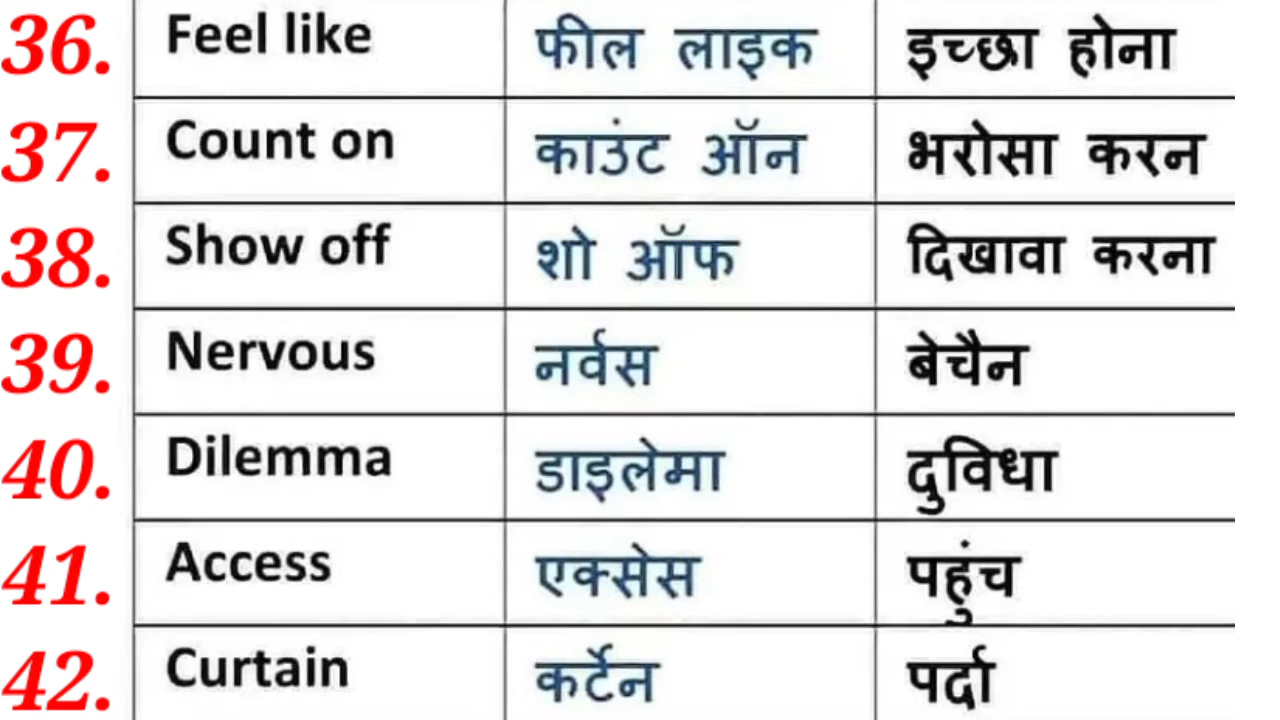 36. Feel like फील लाइक इच्छा होना
37. Count on काउंट ऑन भरोसा करन
38. Show off शो ऑफ दिखावा करना
39. Nervous नर्वस बेचैन
40. Dilemma डाइलेमा दुविधा
41. Access एक्सेस पहुंच
42. Curtain कर्टेन पर्दा